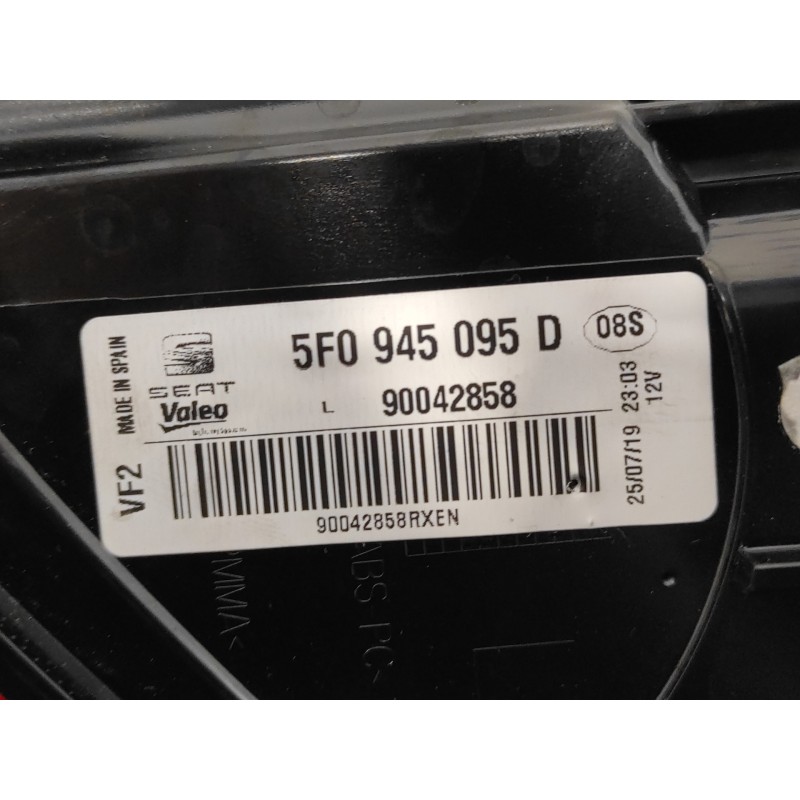 VF2
MADE IN SPAIN
SEAT
Valeo
5F0 945 095 D
08S
L 90042858
90042858RXEN
25/07/19 23:03
12V
PMMA<
ABS PC>